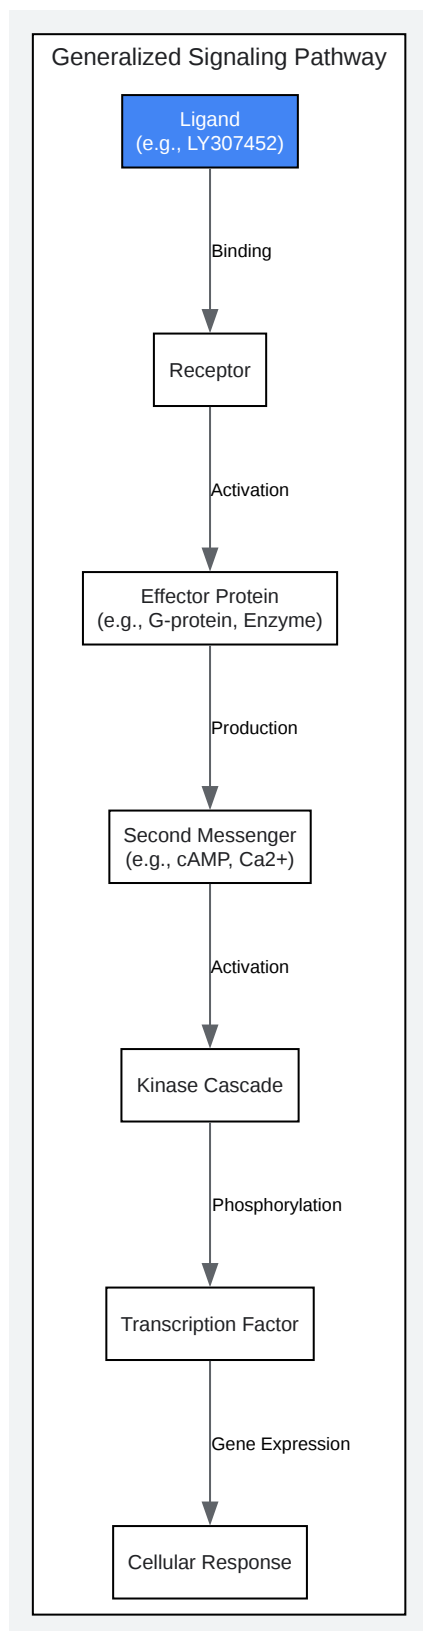 Generalized Signaling Pathway
Ligand
(e.g., LY307452)
Binding
Receptor
Activation
Effector Protein
(e.g., G-protein, Enzyme)
Production
Second Messenger
(e.g., cAMP, Ca2+)
Activation
Kinase Cascade
Phosphorylation
Transcription Factor
Gene Expression
Cellular Response